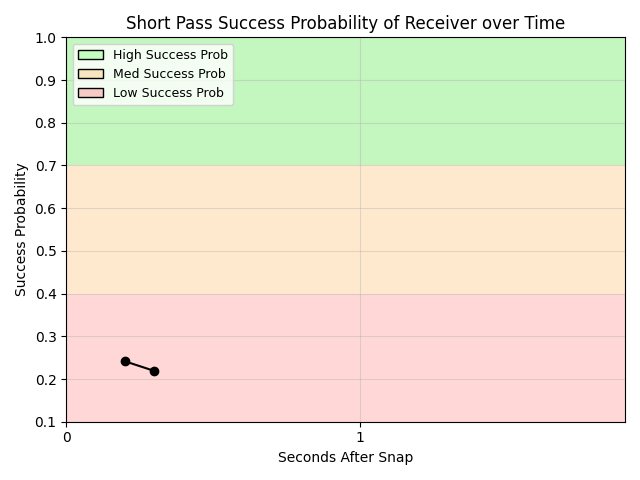 Short Pass Success Probability of Receiver over Time
1.0
0.9
0.8
0.7
0.6
0.5
0.4
0.3
0.2
0.1
Success Probability
High Success Prob
Med Success Prob
Low Success Prob
0
1
Seconds After Snap